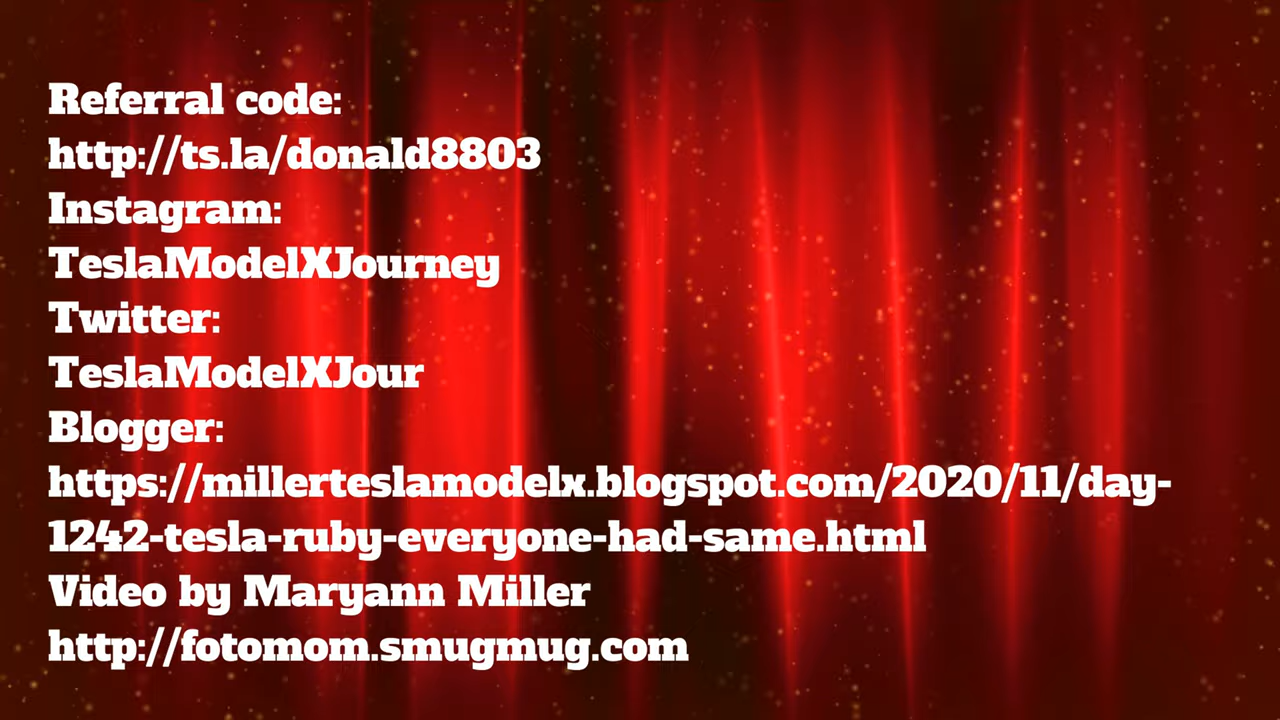 Referral code:
http://ts.la/donald8803
Instagram:
TeslaModelXJourney
Twitter:
TeslaModelXJour
Blogger:
https://millerteslamodelx.blogspot.com/2020/11/day-
1242-tesla-ruby-everyone-had-same.html
Video by Maryann Miller
http://fotomom.smugmug.com